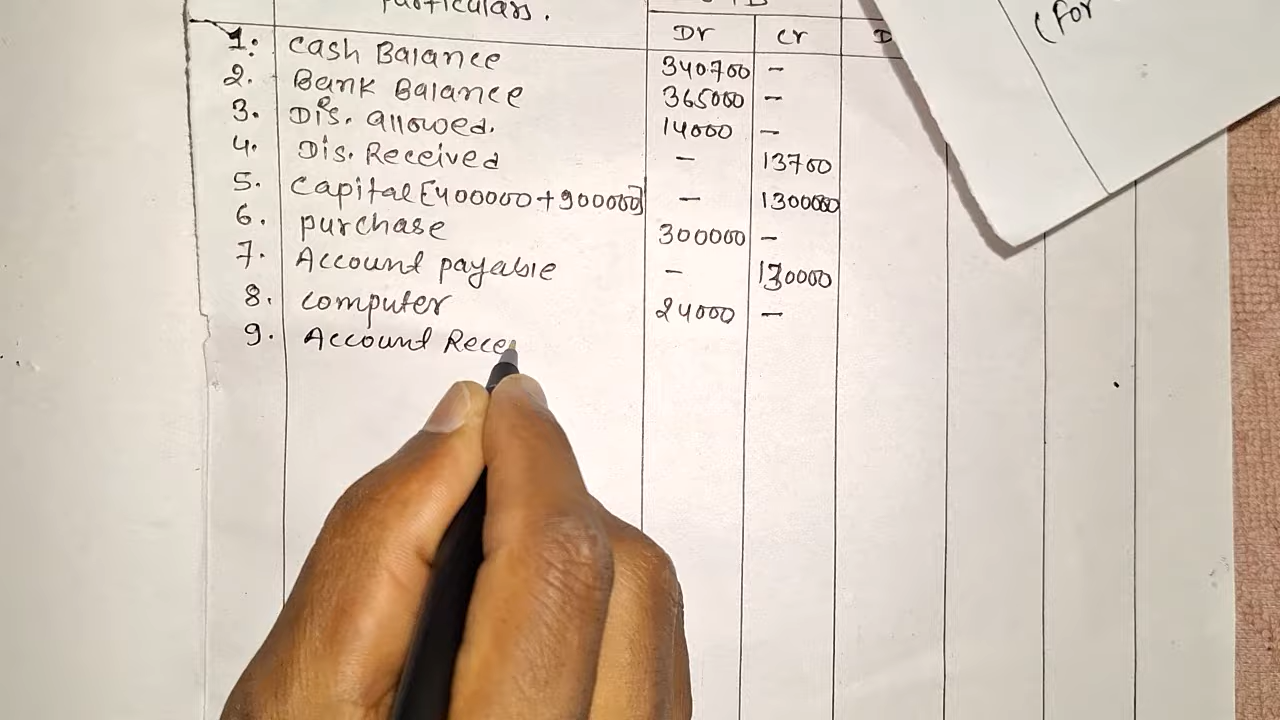 Particulars.
Dr Cr D
1. Cash Balance 340700 -
2. Bank Balance 365000 -
3. Dis. allowed. 14000 -
4. Dis. Received - 13700
5. Capital [400000+900000] - 1300000
6. purchase 300000 -
7. Account payable - 130000
8. computer 24000 -
9. Account Rece
(For